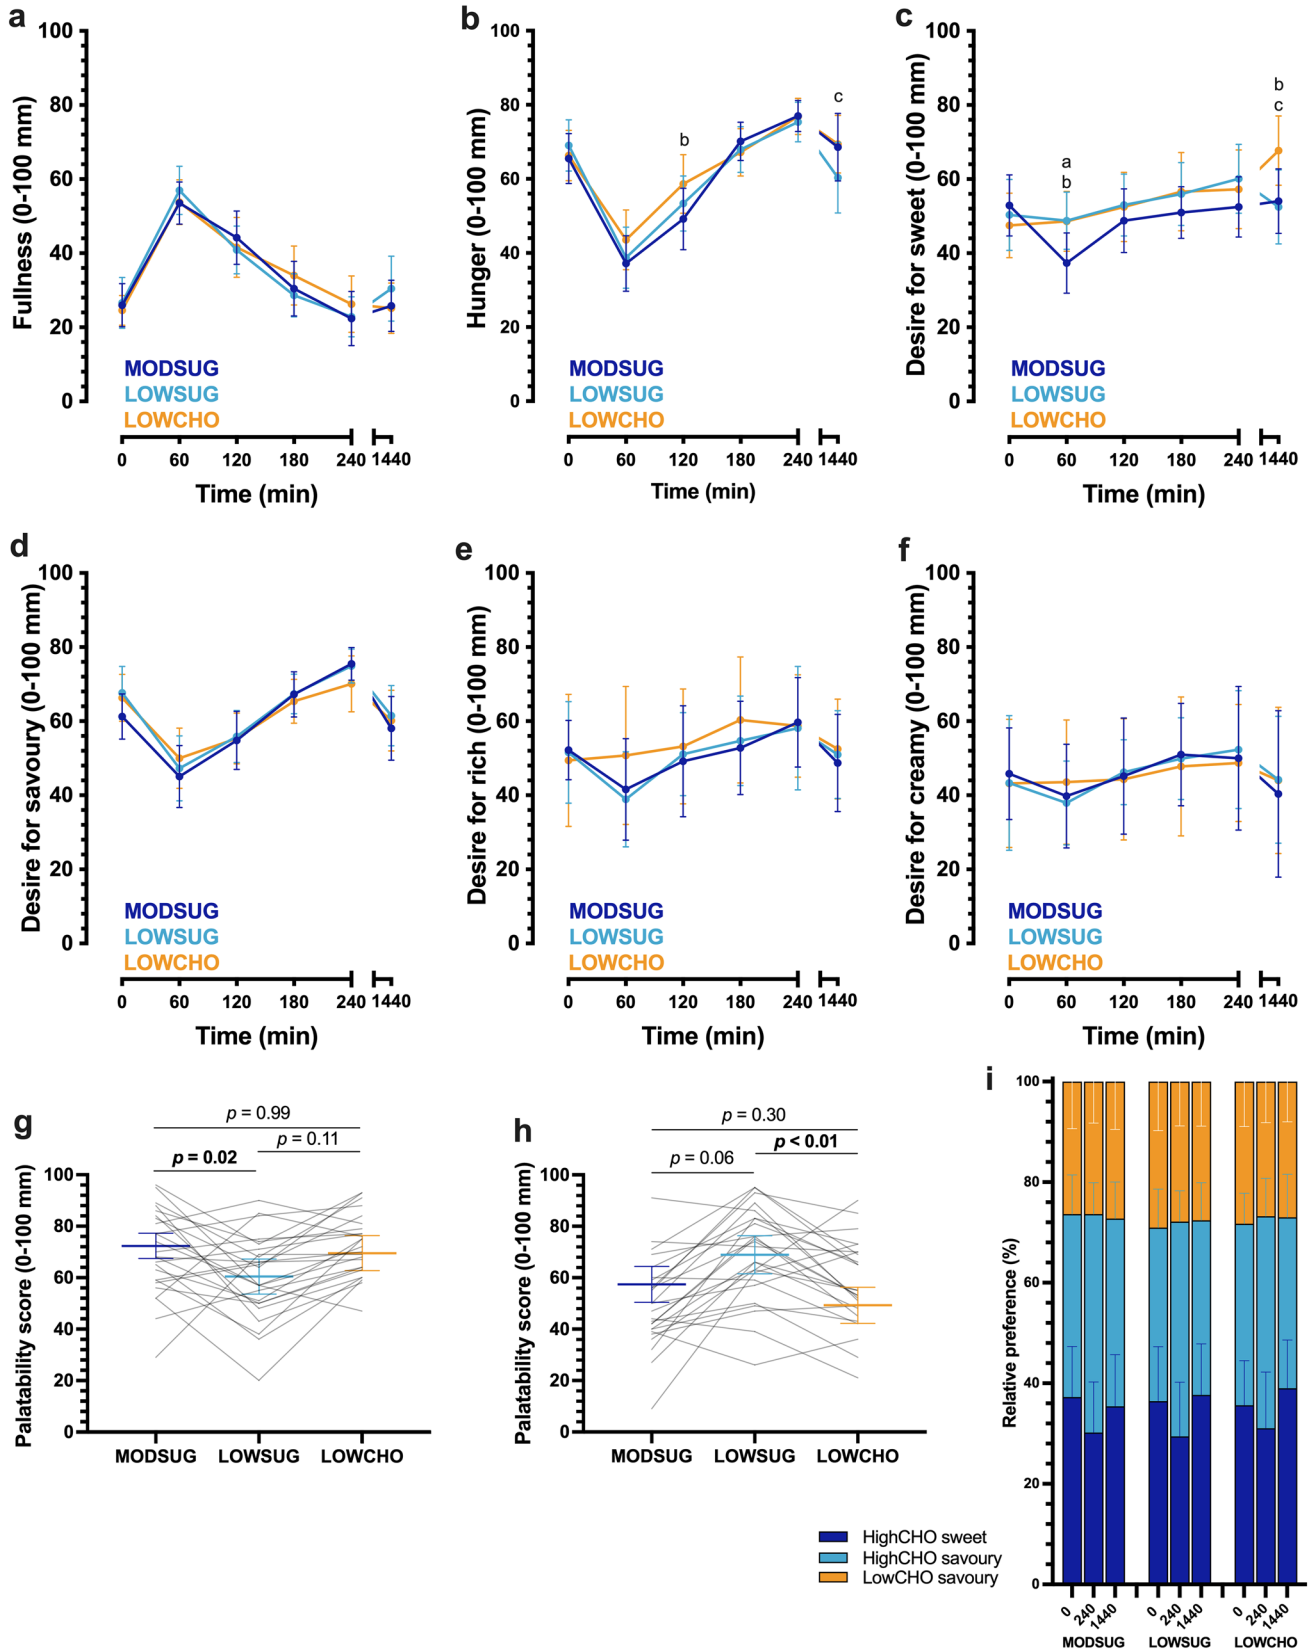 a
Fullness (0-100 mm)
100
80
60
40
20
0
MODSUG
LOWSUG
LOWCHO
0 60 120 180 240 1440
Time (min)
b
Hunger (0-100 mm)
100
80
60
40
20
0
b
c
MODSUG
LOWSUG
LOWCHO
0 60 120 180 240 1440
Time (min)
c
Desire for sweet (0-100 mm)
100
80
60
40
20
0
a
b
b
c
MODSUG
LOWSUG
LOWCHO
0 60 120 180 240 1440
Time (min)
d
Desire for savoury (0-100 mm)
100
80
60
40
20
0
MODSUG
LOWSUG
LOWCHO
0 60 120 180 240 1440
Time (min)
e
Desire for rich (0-100 mm)
100
80
60
40
20
0
MODSUG
LOWSUG
LOWCHO
0 60 120 180 240 1440
Time (min)
f
Desire for creamy (0-100 mm)
100
80
60
40
20
0
MODSUG
LOWSUG
LOWCHO
0 60 120 180 240 1440
Time (min)
g
Palatability score (0-100 mm)
p = 0.99
p = 0.11
p = 0.02
100
80
60
40
20
0
MODSUG LOWSUG LOWCHO
h
Palatability score (0-100 mm)
p = 0.30
p < 0.01
p = 0.06
100
80
60
40
20
0
MODSUG LOWSUG LOWCHO
i
Relative preference (%)
100
80
60
40
20
0
0 240 1440 0 240 1440 0 240 1440
MODSUG LOWSUG LOWCHO
HighCHO sweet
HighCHO savoury
LowCHO savoury